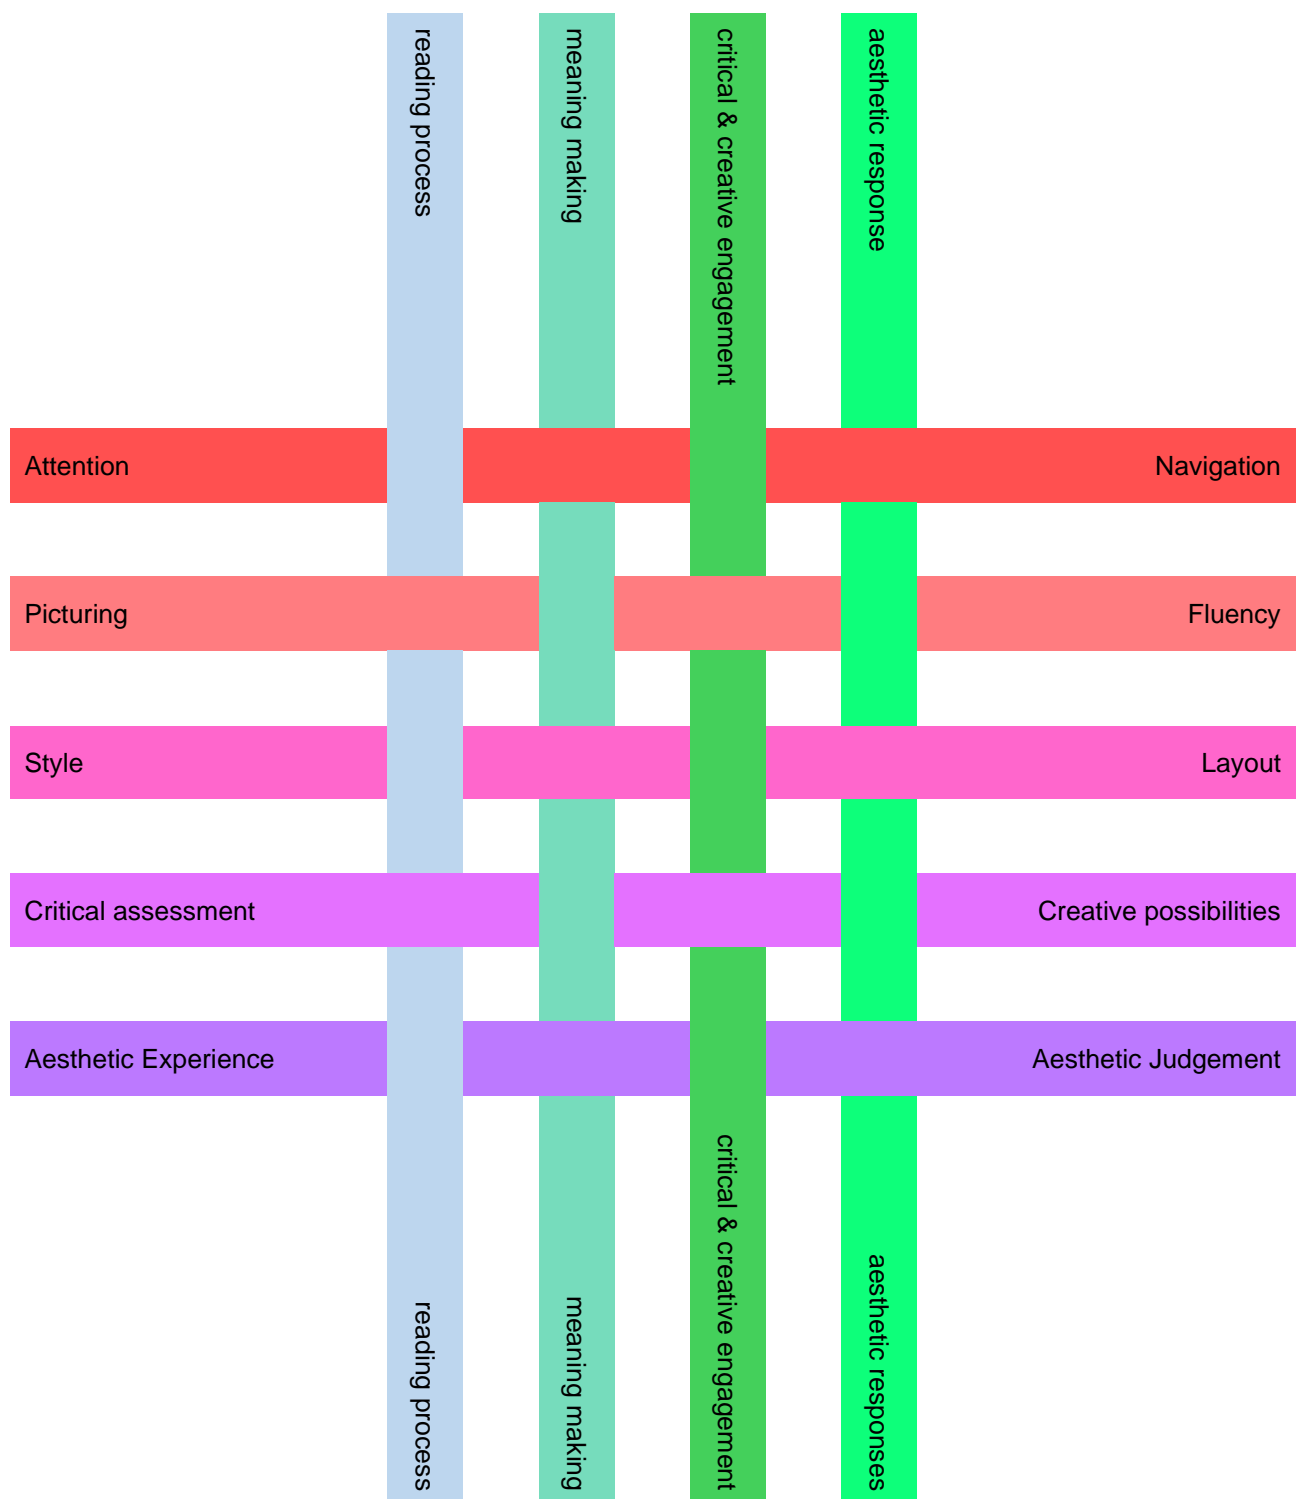 reading process
meaning making
critical & creative engagement
aesthetic response
Attention
Navigation
Picturing
Fluency
Style
Layout
Critical assessment
Creative possibilities
Aesthetic Experience
Aesthetic Judgement
reading process
meaning making
critical & creative engagement
aesthetic responses